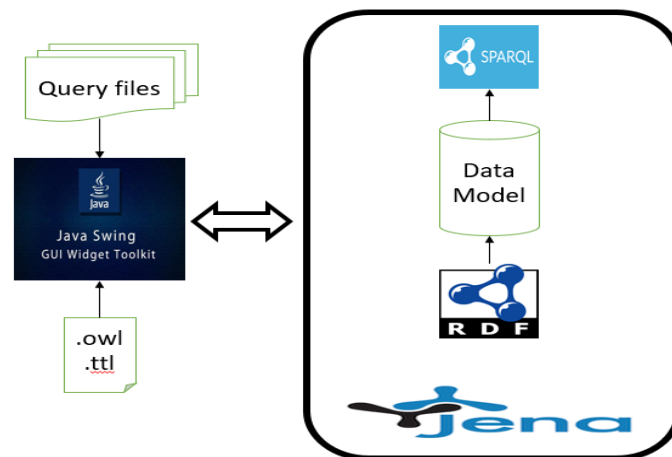 Query files
Java
Java Swing
GUI Widget Toolkit
.owl
.ttl
SPARQL
Data
Model
RDF
Jena